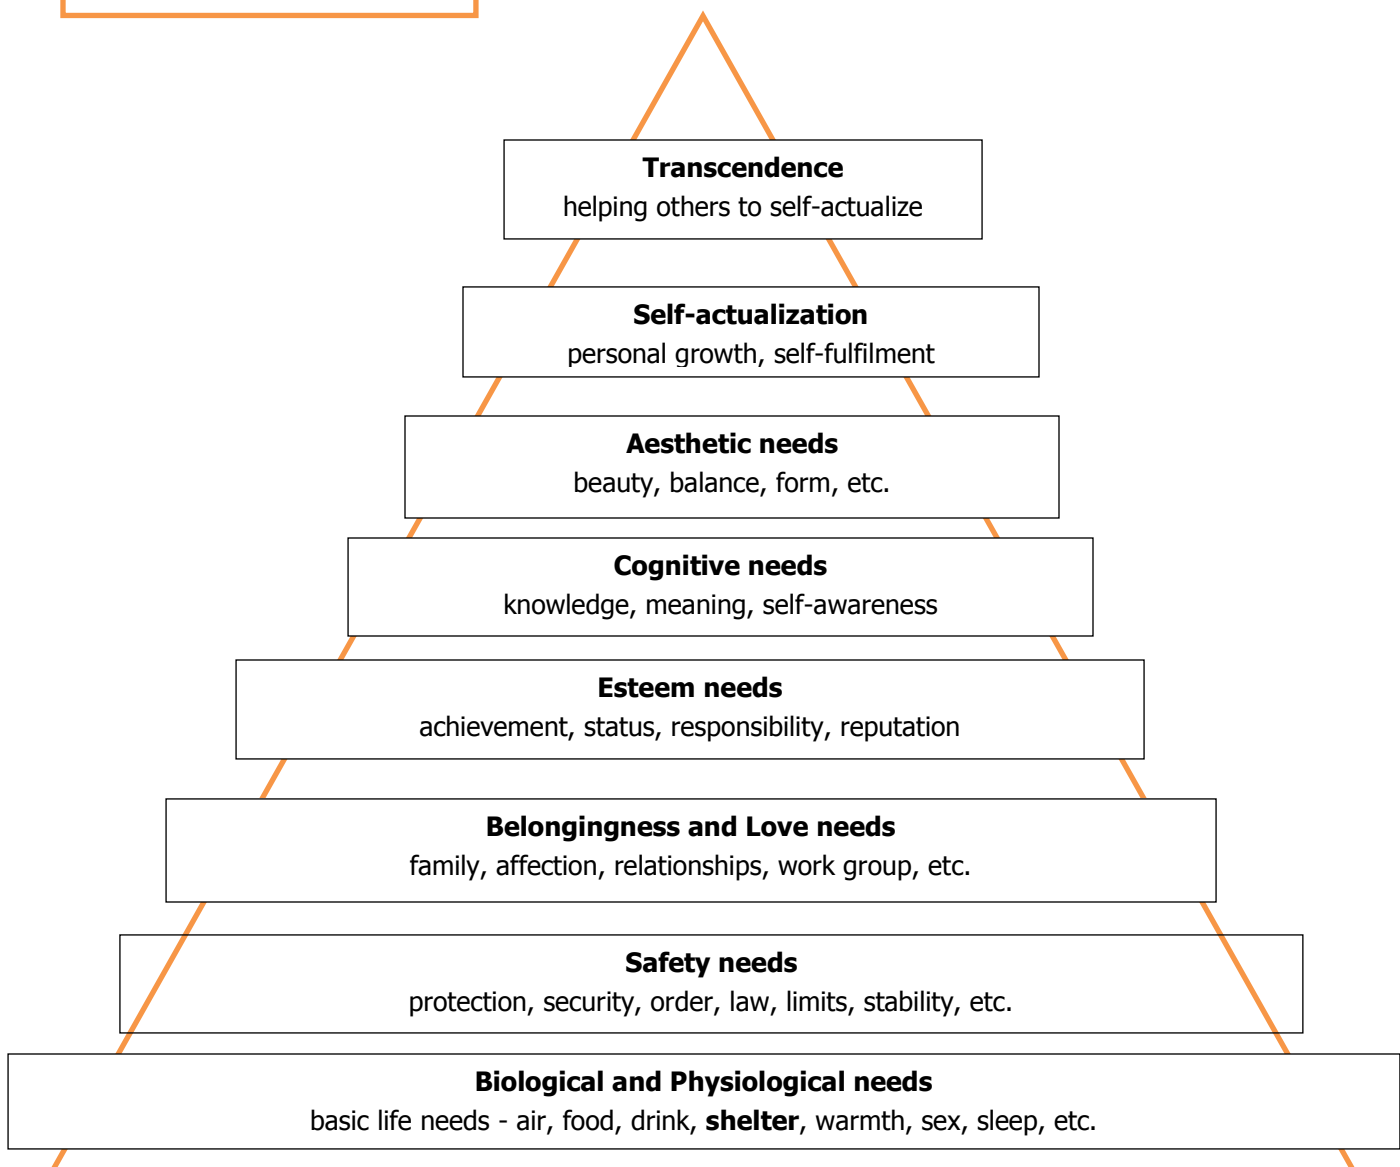 Transcendence
helping others to self-actualize
Self-actualization
personal growth, self-fulfilment
Aesthetic needs
beauty, balance, form, etc.
Cognitive needs
knowledge, meaning, self-awareness
Esteem needs
achievement, status, responsibility, reputation
Belongingness and Love needs
family, affection, relationships, work group, etc.
Safety needs
protection, security, order, law, limits, stability, etc.
Biological and Physiological needs
basic life needs - air, food, drink, shelter, warmth, sex, sleep, etc.